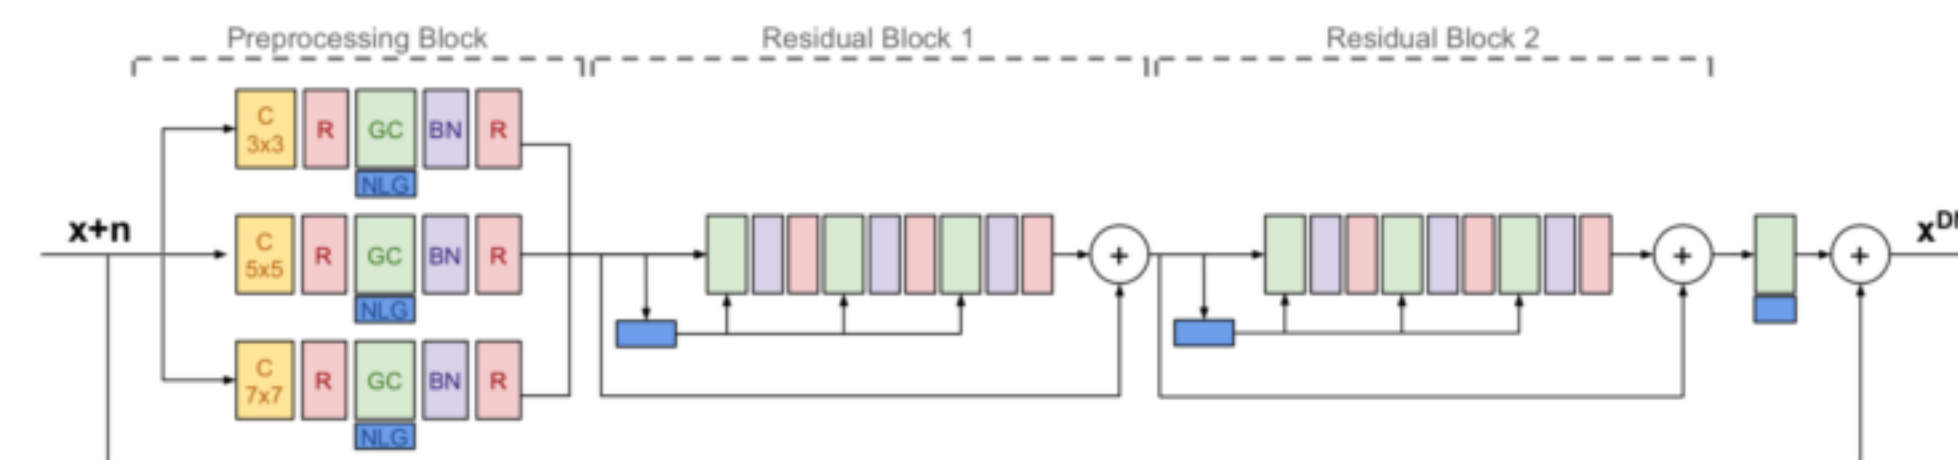 Preprocessing Block
Residual Block 1
Residual Block 2
C
3x3
R
GC
BN
R
NLG
x+n
C
5x5
R
GC
BN
R
NLG
+
+
+
C
7x7
R
GC
BN
R
NLG